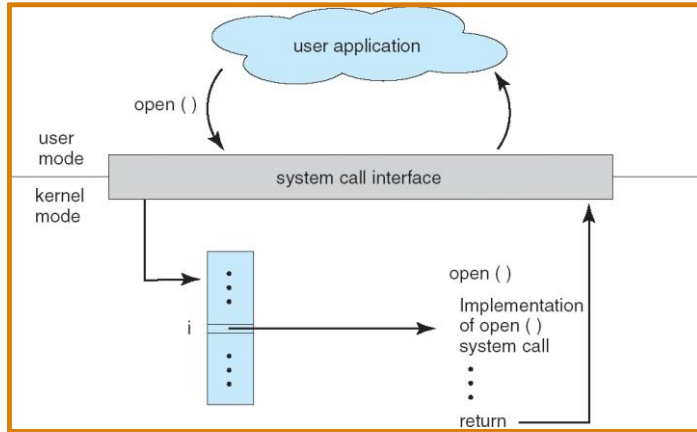 user application
open ( )
user
mode
system call interface
kernel
mode
open ( )
Implementation
of open ( )
system call
i
return